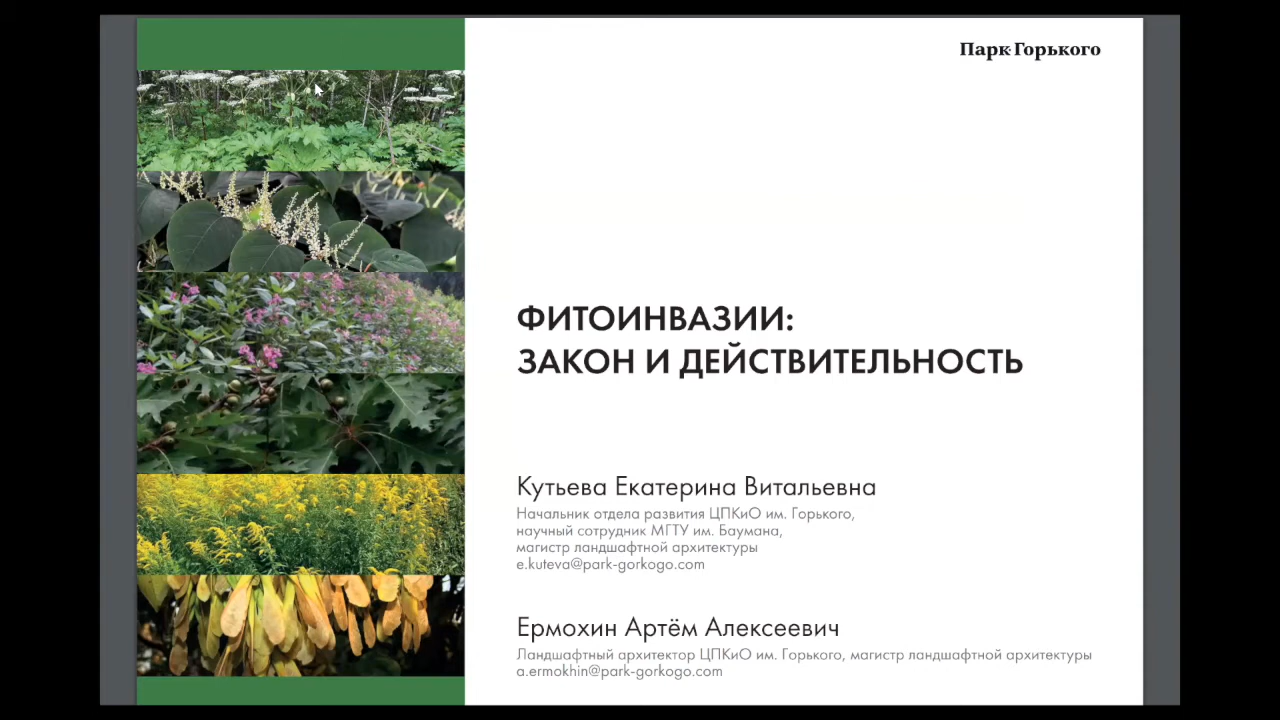 Парк Горького
ФИТОИНВАЗИИ:
ЗАКОН И ДЕЙСТВИТЕЛЬНОСТЬ
Кутьева Екатерина Витальевна
Начальник отдела развития ЦПКиО им. Горького,
научный сотрудник МГТУ им. Баумана,
магистр ландшафтной архитектуры
e.kuteva@park-gorkogo.com
Ермохин Артём Алексеевич
Ландшафтный архитектор ЦПКиО им. Горького, магистр ландшафтной архитектуры
a.ermokhin@park-gorkogo.com